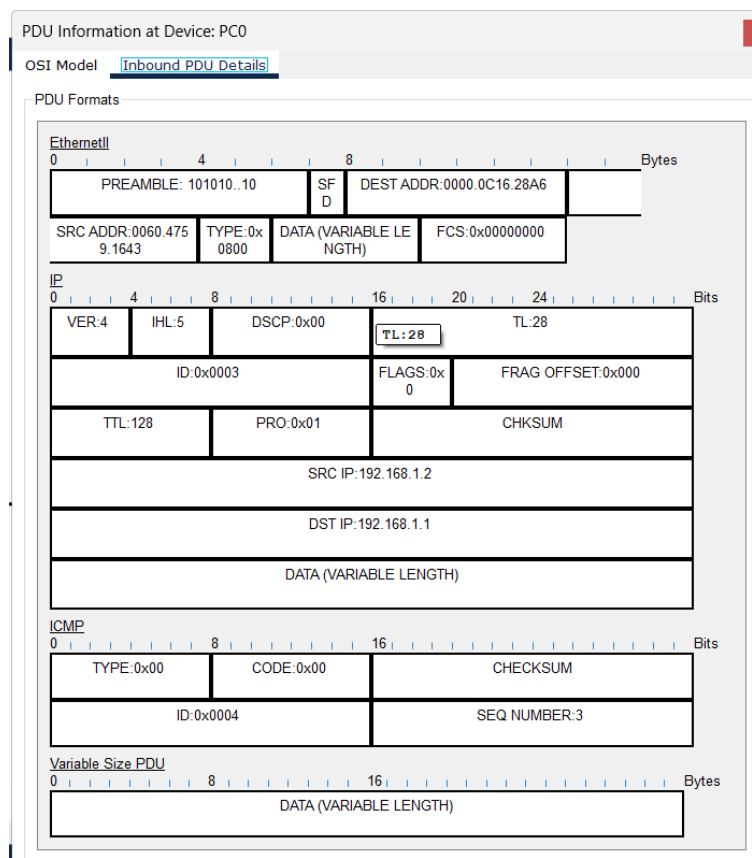 PDU Information at Device: PC0
OSI Model Inbound PDU Details
PDU Formats
EthernetII
0 4 8 Bytes
PREAMBLE: 101010..10 SF DEST ADDR:0000.0C16.28A6
D
SRC ADDR:0060.475 TYPE:0x DATA (VARIABLE LE FCS:0x00000000
9.1643 0800 NGTH)
IP
0 4 8 16 20 24 Bits
VER:4 IHL:5 DSCP:0x00 TL:28
TL:28
ID:0x0003 FLAGS:0x FRAG OFFSET:0x000
0
TTL:128 PRO:0x01 CHKSUM
SRC IP:192.168.1.2
DST IP:192.168.1.1
DATA (VARIABLE LENGTH)
ICMP
0 8 16 Bits
TYPE:0x00 CODE:0x00 CHECKSUM
ID:0x0004 SEQ NUMBER:3
Variable Size PDU
0 8 16 Bytes
DATA (VARIABLE LENGTH)